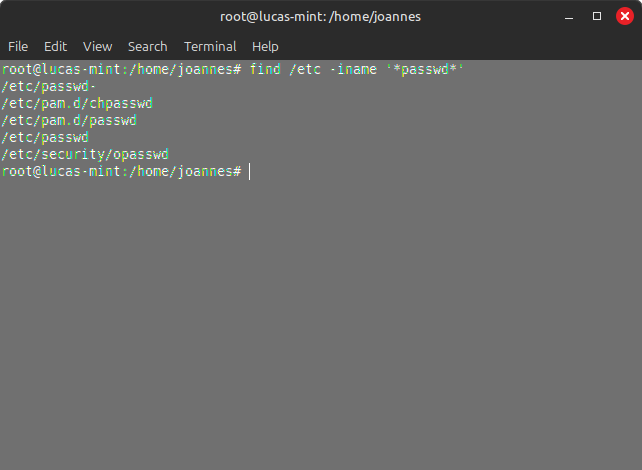 root@lucas-mint: /home/joannes
File Edit View Search Terminal Help
root@lucas-mint:/home/joannes# find /etc -iname '*passwd*'
/etc/passwd-
/etc/pam.d/chpasswd
/etc/pam.d/passwd
/etc/passwd
/etc/security/opasswd
root@lucas-mint:/home/joannes#